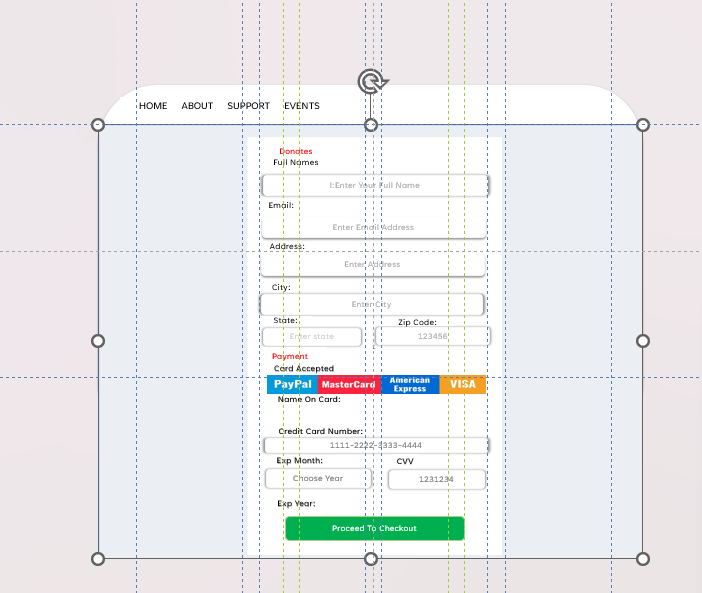 HOME ABOUT SUPPORT EVENTS
Donates
Full Names
I:Enter Your Full Name
Email:
Enter Email Address
Address:
Enter Address
City:
Enter City
State: Zip Code:
Enter state 123456
Payment
Card Accepted
PayPal MasterCard American Express VISA
Name On Card:
Credit Card Number:
1111-2222-3333-4444
Exp Month: CVV
Choose Year 1231234
Exp Year:
Proceed To Checkout